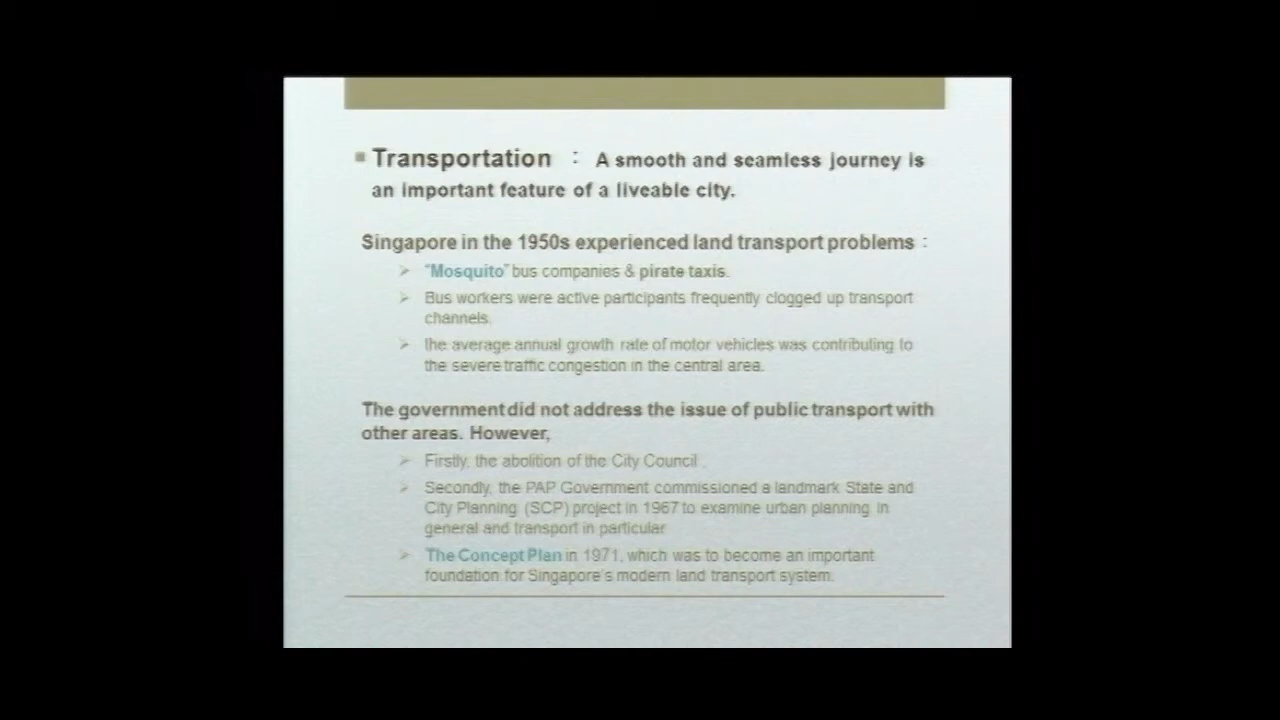 Transportation : A smooth and seamless journey is
an important feature of a liveable city.
Singapore in the 1950s experienced land transport problems :
"Mosquito" bus companies & pirate taxis.
Bus workers were active participants frequently clogged up transport
channels.
the average annual growth rate of motor vehicles was contributing to
the severe traffic congestion in the central area.
The government did not address the issue of public transport with
other areas. However,
Firstly, the abolition of the City Council .
Secondly, the PAP Government commissioned a landmark State and
City Planning (SCP) project in 1967 to examine urban planning in
general and transport in particular
The Concept Plan in 1971, which was to become an important
foundation for Singapore's modern land transport system.